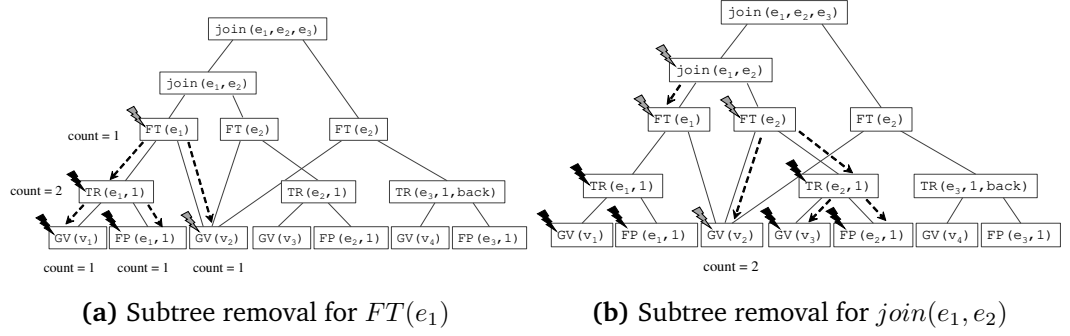 join(e₁,e₂,e₃)
join(e₁,e₂)
count = 1
FT(e₁)
FT(e₂)
FT(e₂)
count = 2
TR(e₁,1)
TR(e₂,1)
TR(e₃,1,back)
GV(v₁)
FP(e₁,1)
GV(v₂)
GV(v₃)
FP(e₂,1)
GV(v₄)
FP(e₃,1)
count = 1
count = 1
count = 1
(a) Subtree removal for FT(e₁)
join(e₁,e₂,e₃)
join(e₁,e₂)
FT(e₁)
FT(e₂)
FT(e₂)
TR(e₁,1)
TR(e₂,1)
TR(e₃,1,back)
GV(v₁)
FP(e₁,1)
GV(v₂)
GV(v₃)
FP(e₂,1)
GV(v₄)
FP(e₃,1)
count = 2
(b) Subtree removal for join(e₁, e₂)